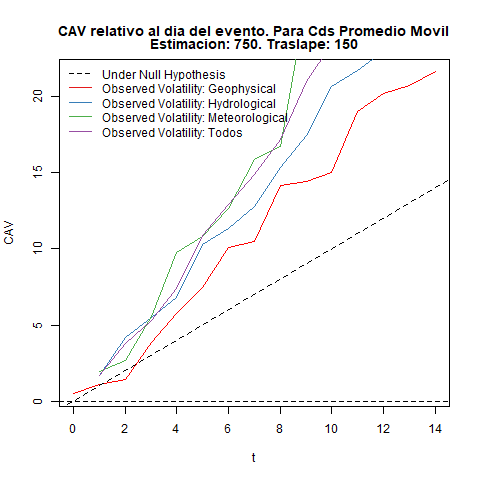 CAV relativo al dia del evento. Para Cds Promedio Movil
Estimacion: 750. Traslape: 150
Under Null Hypothesis
Observed Volatility: Geophysical
Observed Volatility: Hydrological
Observed Volatility: Meteorological
Observed Volatility: Todos
CAV
20
15
10
5
0
0 2 4 6 8 10 12 14
t